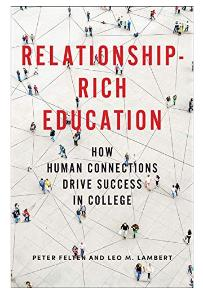 RELATIONSHIP-
RICH
EDUCATION
HOW
HUMAN CONNECTIONS
DRIVE SUCCESS
IN COLLEGE
PETER FELTEN AND LEO M. LAMBERT